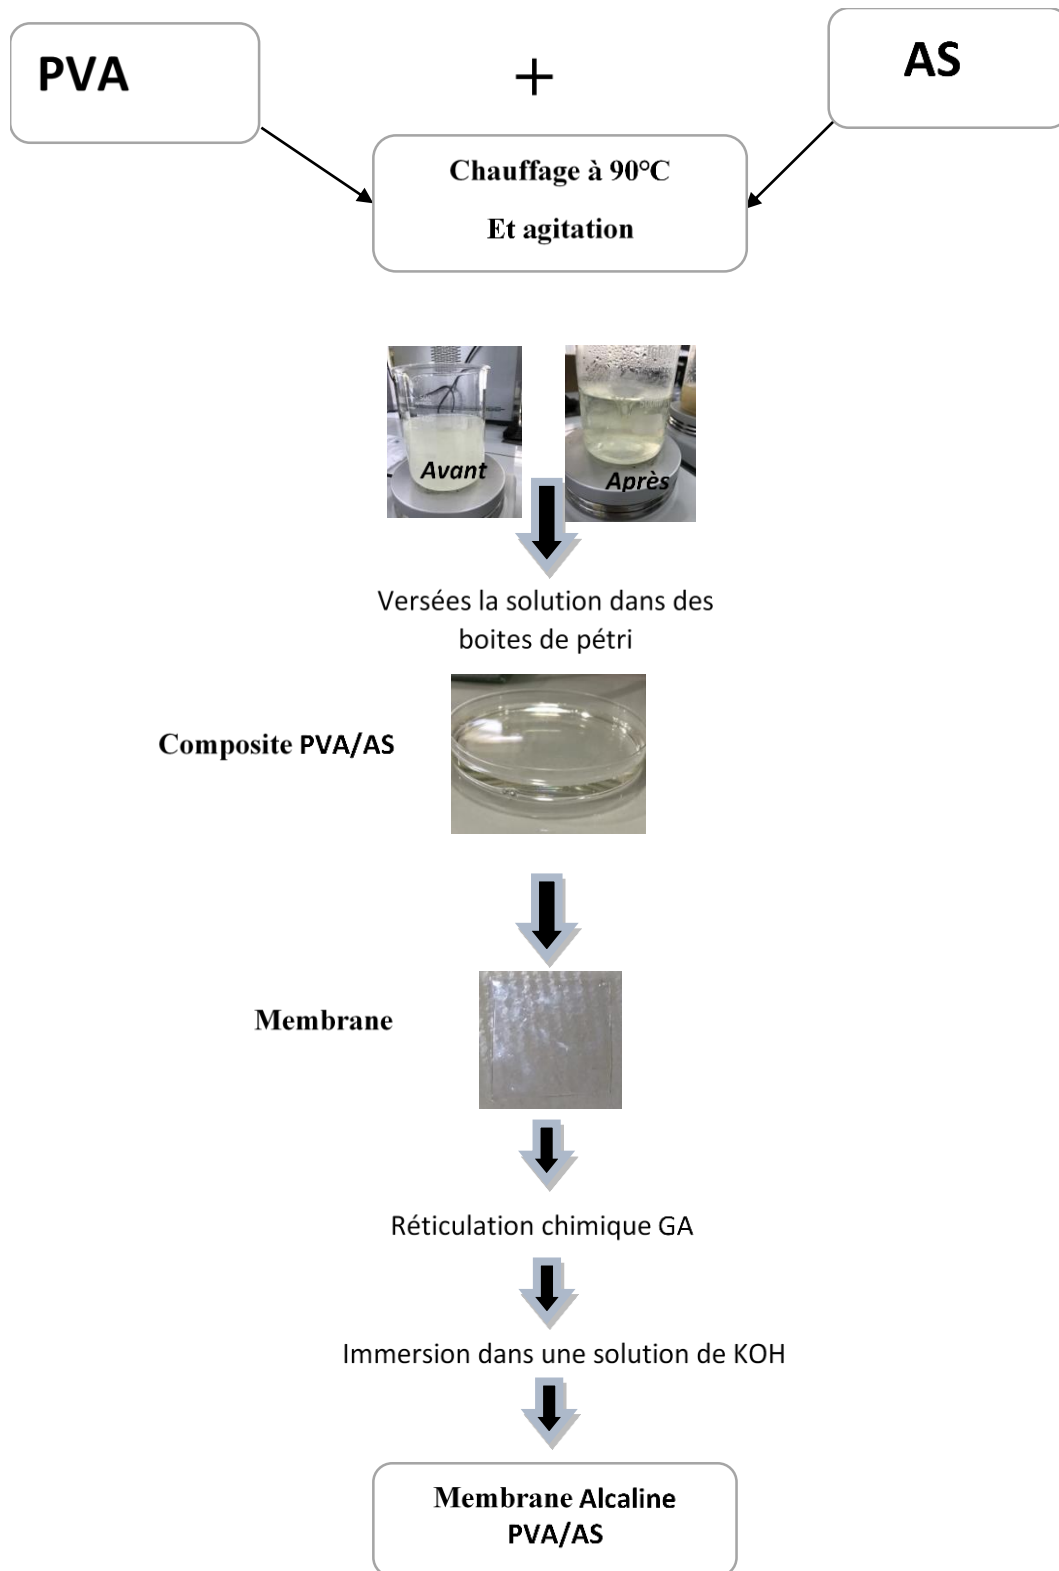 PVA
+
AS
Chauffage à 90°C
Et agitation
Avant
Après
Versées la solution dans des
boites de pétri
Composite PVA/AS
Membrane
Réticulation chimique GA
Immersion dans une solution de KOH
Membrane Alcaline
PVA/AS